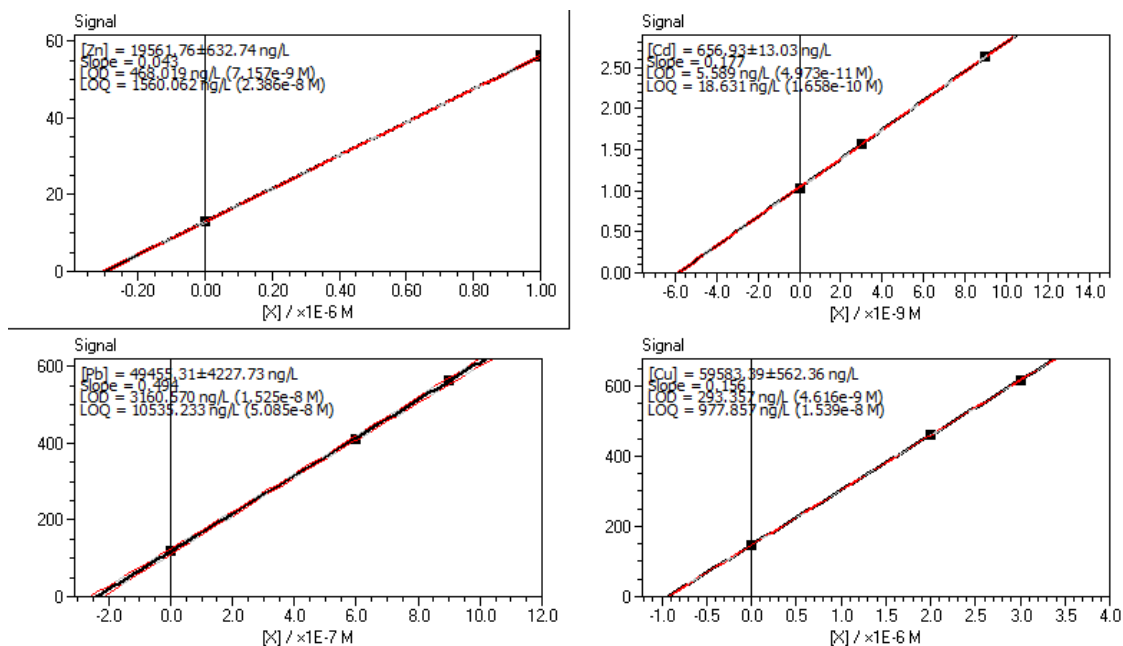 Signal
[Zn] = 19561.76±632.74 ng/L
Slope = 0.043
LOD = 468.019 ng/L (7.157e-9 M)
LOQ = 1560.062 ng/L (2.386e-8 M)
60
40
20
0
-0.20 0.00 0.20 0.40 0.60 0.80 1.00
[X] / ×1E-6 M
Signal
[Cd] = 656.93±13.03 ng/L
Slope = 0.177
LOD = 5.589 ng/L (4.973e-11 M)
LOQ = 18.631 ng/L (1.658e-10 M)
2.50
2.00
1.50
1.00
0.50
0.00
-6.0 -4.0 -2.0 0.0 2.0 4.0 6.0 8.0 10.0 12.0 14.0
[X] / ×1E-9 M
Signal
[Pb] = 49455.31±4227.73 ng/L
Slope = 0.494
LOD = 3160.570 ng/L (1.525e-8 M)
LOQ = 10535.233 ng/L (5.085e-8 M)
600
400
200
0
-2.0 0.0 2.0 4.0 6.0 8.0 10.0 12.0
[X] / ×1E-7 M
Signal
[Cu] = 59583.39±562.36 ng/L
Slope = 0.156
LOD = 293.357 ng/L (4.616e-9 M)
LOQ = 977.857 ng/L (1.539e-8 M)
600
400
200
0
-1.0 -0.5 0.0 0.5 1.0 1.5 2.0 2.5 3.0 3.5 4.0
[X] / ×1E-6 M